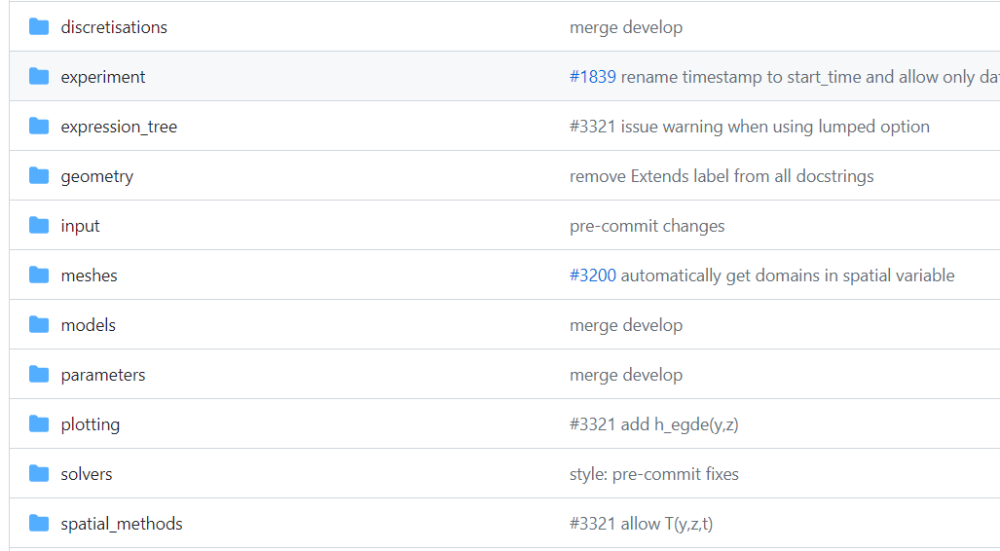 discretisations merge develop
experiment #1839 rename timestamp to start_time and allow only da
expression_tree #3321 issue warning when using lumped option
geometry remove Extends label from all docstrings
input pre-commit changes
meshes #3200 automatically get domains in spatial variable
models merge develop
parameters merge develop
plotting #3321 add h_egde(y,z)
solvers style: pre-commit fixes
spatial_methods #3321 allow T(y,z,t)